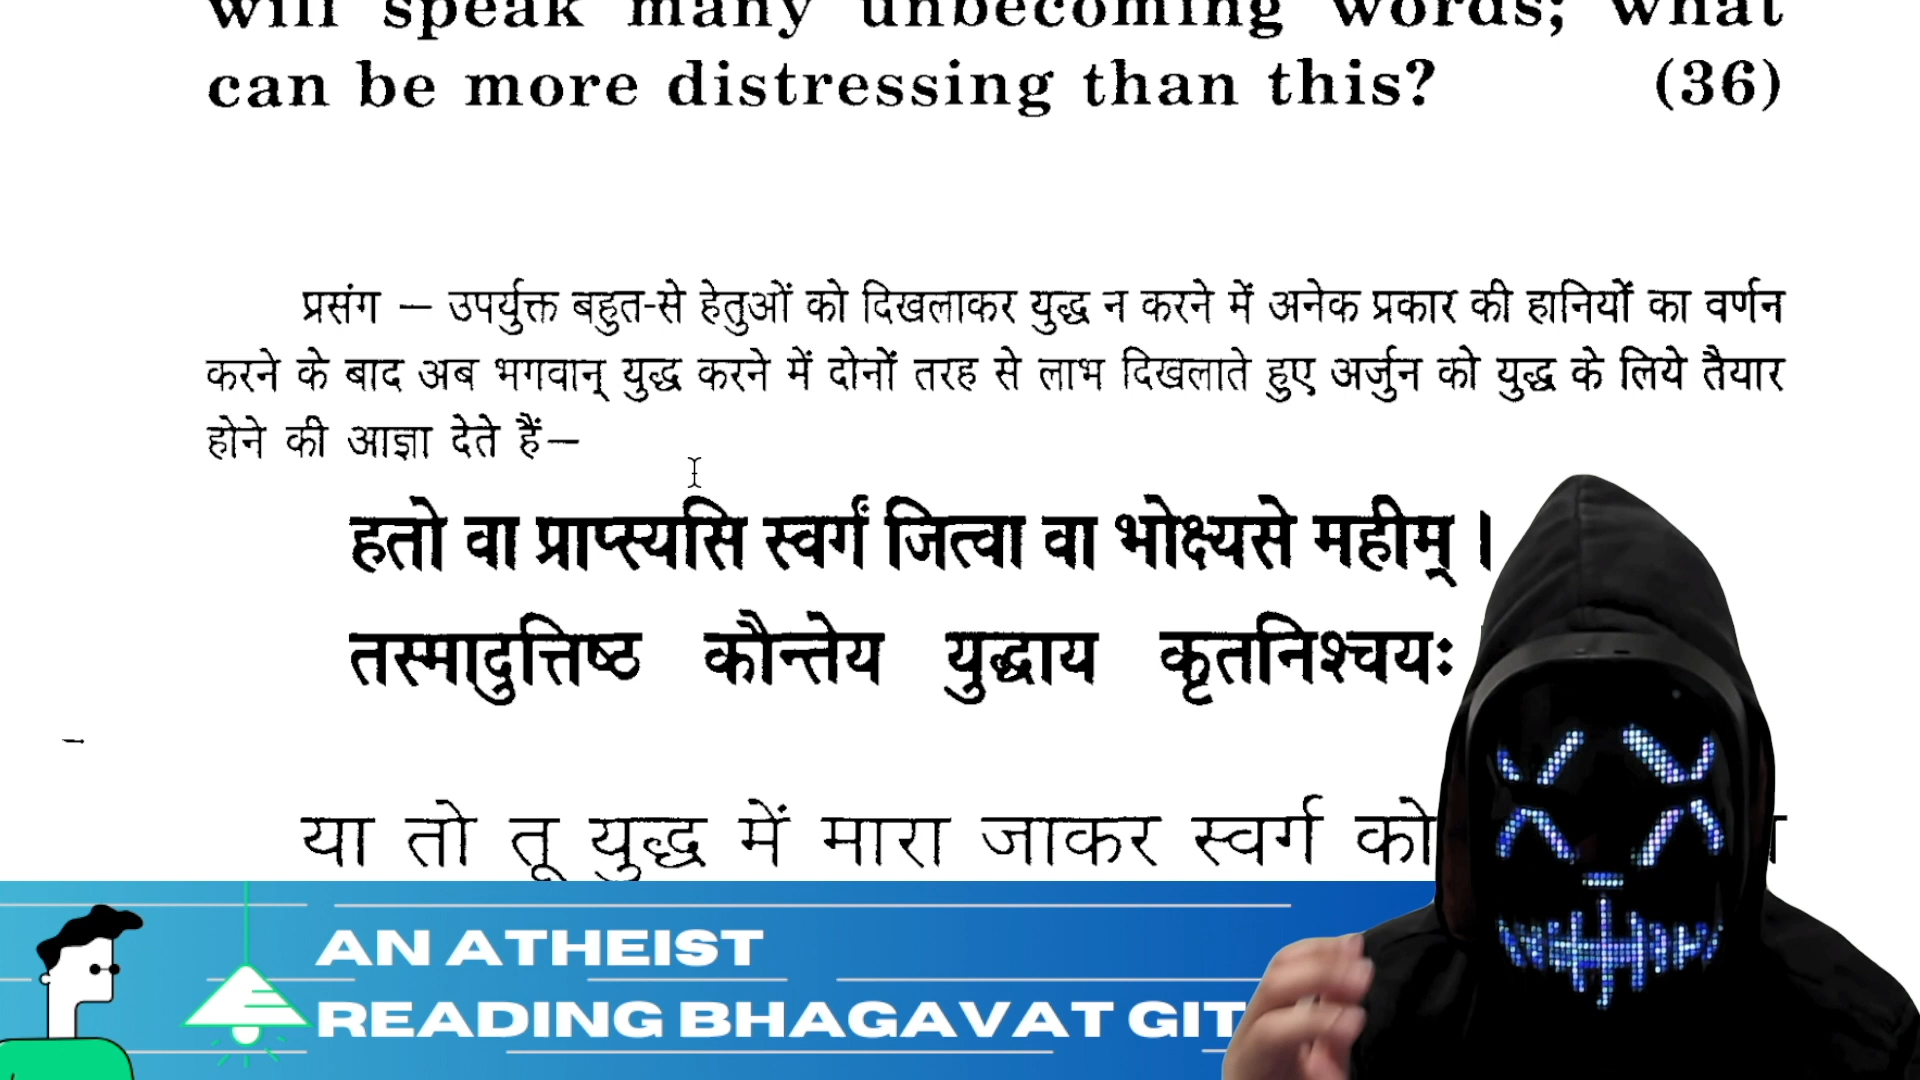 will speak many unbecoming words; what
can be more distressing than this? (36)
प्रसंग — उपर्युक्त बहुत-से हेतुओं को दिखलाकर युद्ध न करने में अनेक प्रकार की हानियों का वर्णन
करने के बाद अब भगवान् युद्ध करने में दोनों तरह से लाभ दिखलाते हुए अर्जुन को युद्ध के लिये तैयार
होने की आज्ञा देते हैं—
हतो वा प्राप्स्यसि स्वर्गं जित्वा वा भोक्ष्यसे महीम् ।
तस्मादुत्तिष्ठ कौन्तेय युद्धाय कृतनिश्चयः
या तो तू युद्ध में मारा जाकर स्वर्ग को
AN ATHEIST
READING BHAGAVAT GIT